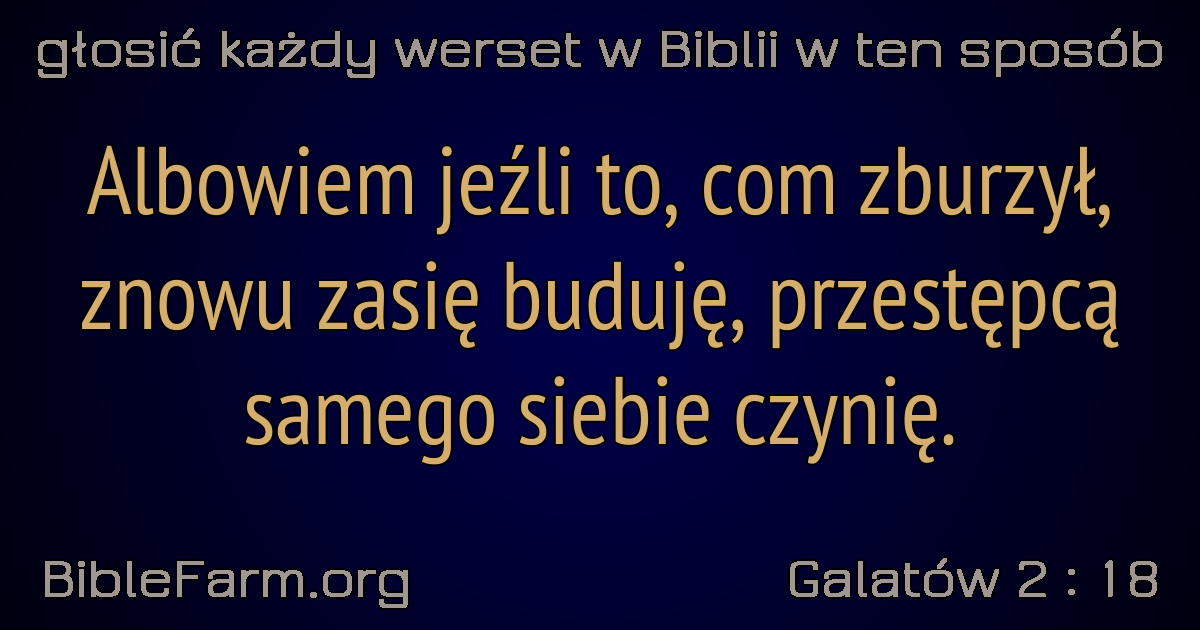 głosić każdy werset w Biblii w ten sposób
Albowiem jeźli to, com zburzył,
znowu zasię buduję, przestępcą
samego siebie czynię.
BibleFarm.org
Galatów 2 : 18